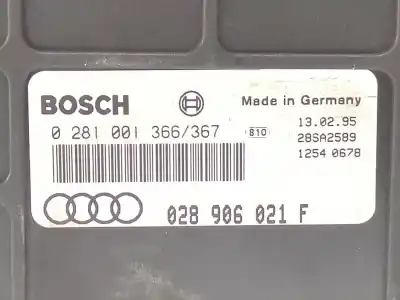 BOSCH
Made in Germany
0 281 001 366/367
810
13.02.95
28SA2589
1254 0678
028 906 021 F